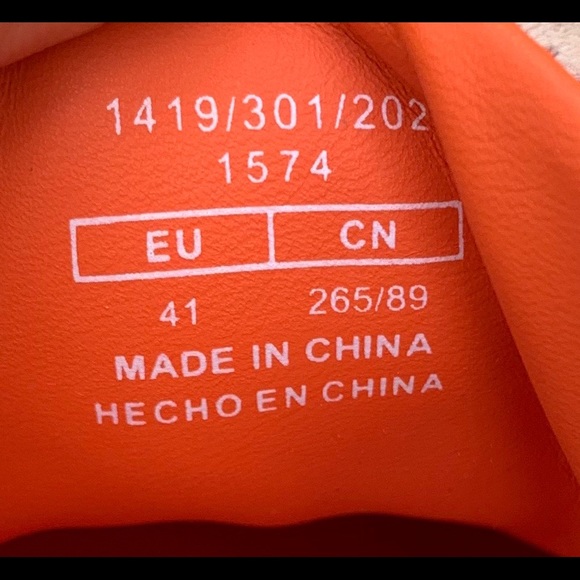 1419/301/202
1574
EU CN
41 265/89
MADE IN CHINA
HECHO EN CHINA